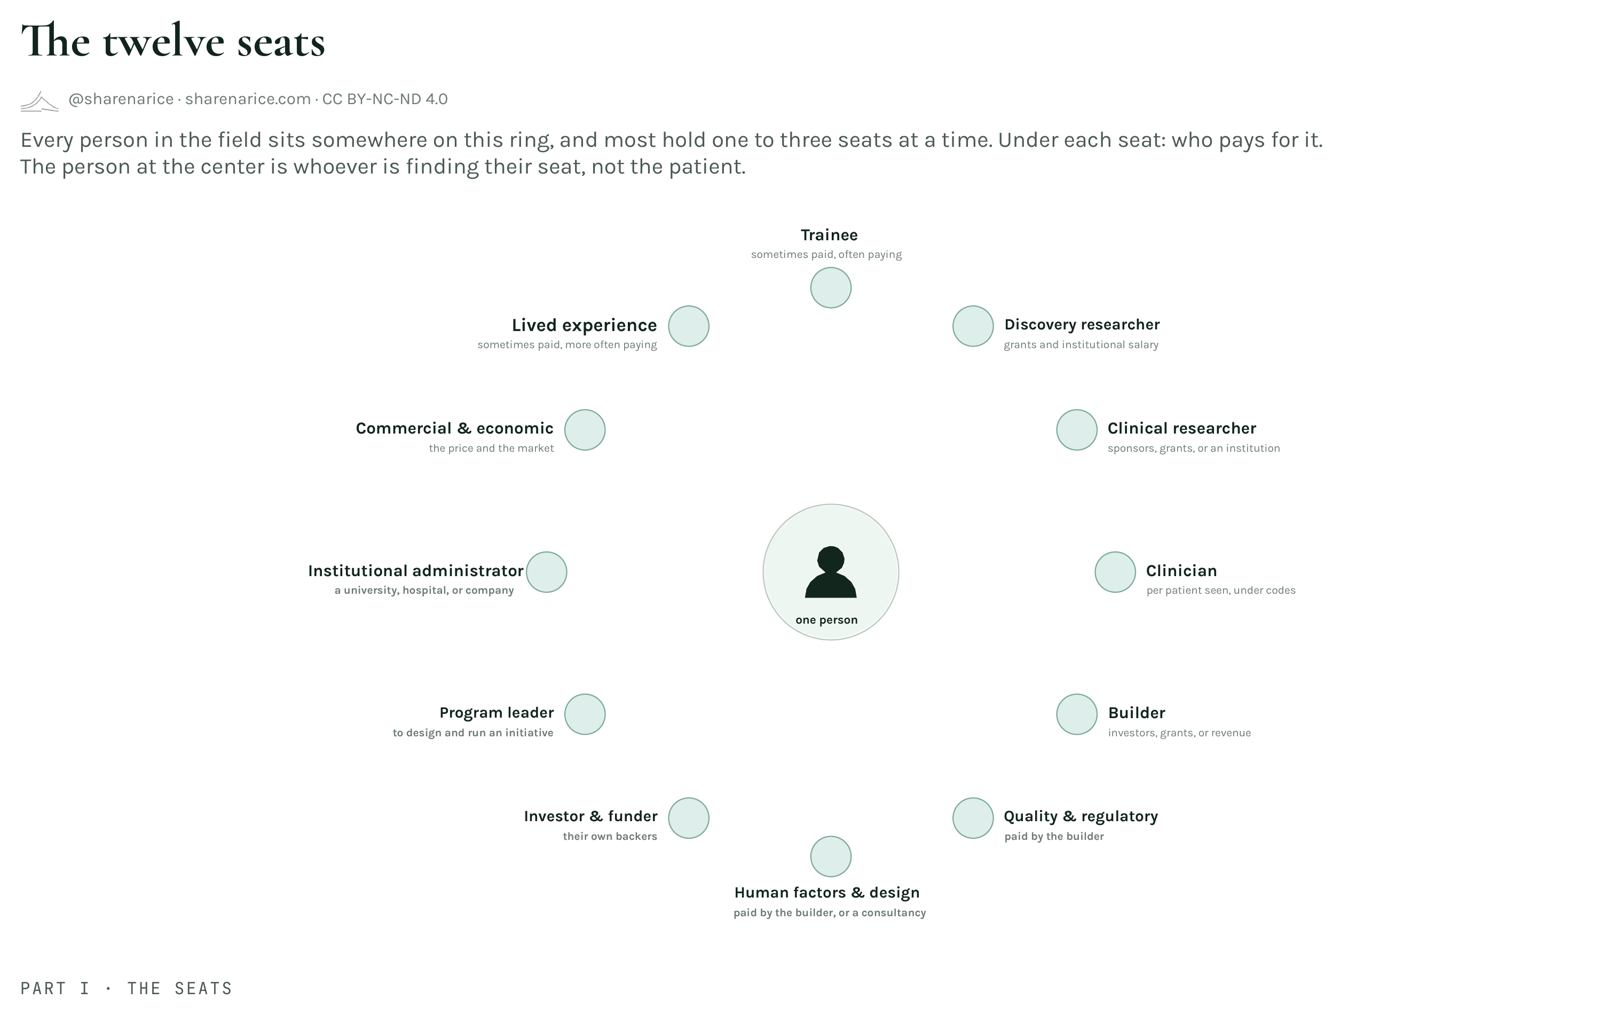 The twelve seats
@sharenarice · sharenarice.com · CC BY-NC-ND 4.0
Every person in the field sits somewhere on this ring, and most hold one to three seats at a time. Under each seat: who pays for it.
The person at the center is whoever is finding their seat, not the patient.
Trainee
sometimes paid, often paying
Lived experience
sometimes paid, more often paying
Discovery researcher
grants and institutional salary
Commercial & economic
the price and the market
Clinical researcher
sponsors, grants, or an institution
Institutional administrator
a university, hospital, or company
one person
Clinician
per patient seen, under codes
Program leader
to design and run an initiative
Builder
investors, grants, or revenue
Investor & funder
their own backers
Quality & regulatory
paid by the builder
Human factors & design
paid by the builder, or a consultancy
PART I · THE SEATS